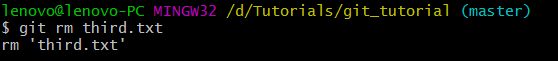 lenovo@lenovo-PC MINGW32 /d/Tutorials/git_tutorial (master)
$ git rm third.txt
rm 'third.txt'